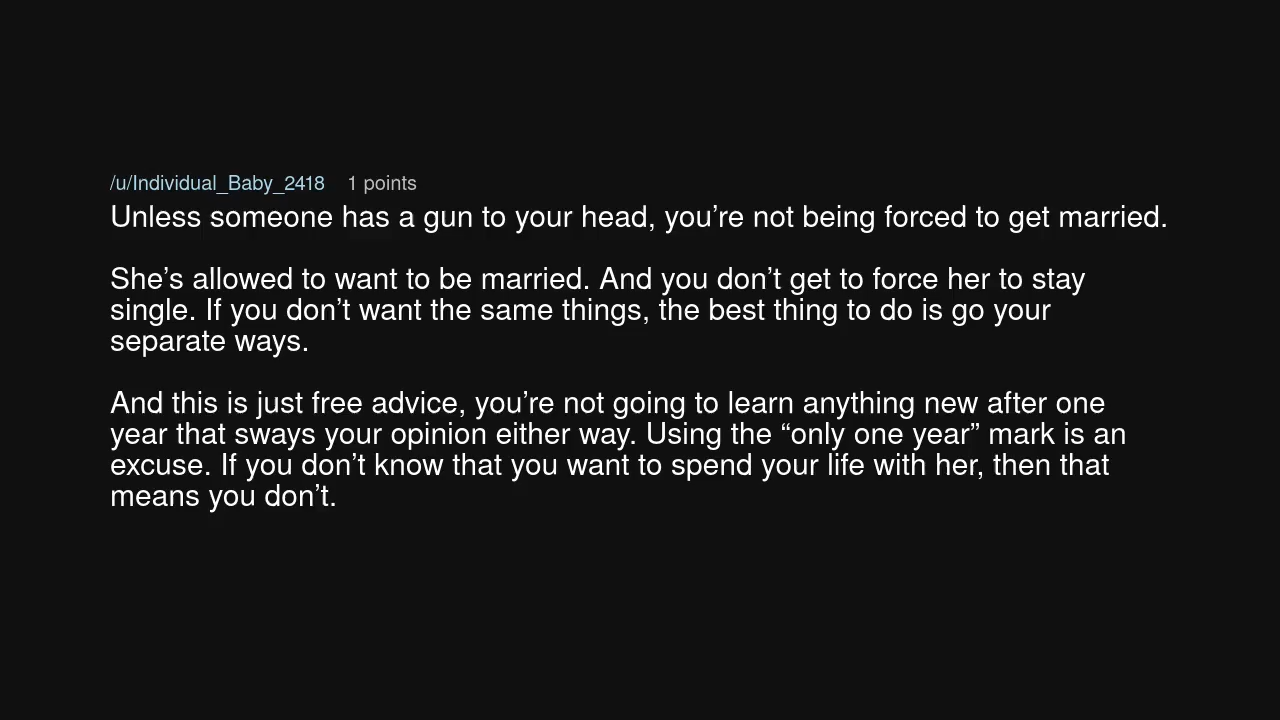 /u/Individual_Baby_2418 1 points
Unless someone has a gun to your head, you’re not being forced to get married.
She’s allowed to want to be married. And you don’t get to force her to stay
single. If you don’t want the same things, the best thing to do is go your
separate ways.
And this is just free advice, you’re not going to learn anything new after one
year that sways your opinion either way. Using the “only one year” mark is an
excuse. If you don’t know that you want to spend your life with her, then that
means you don’t.